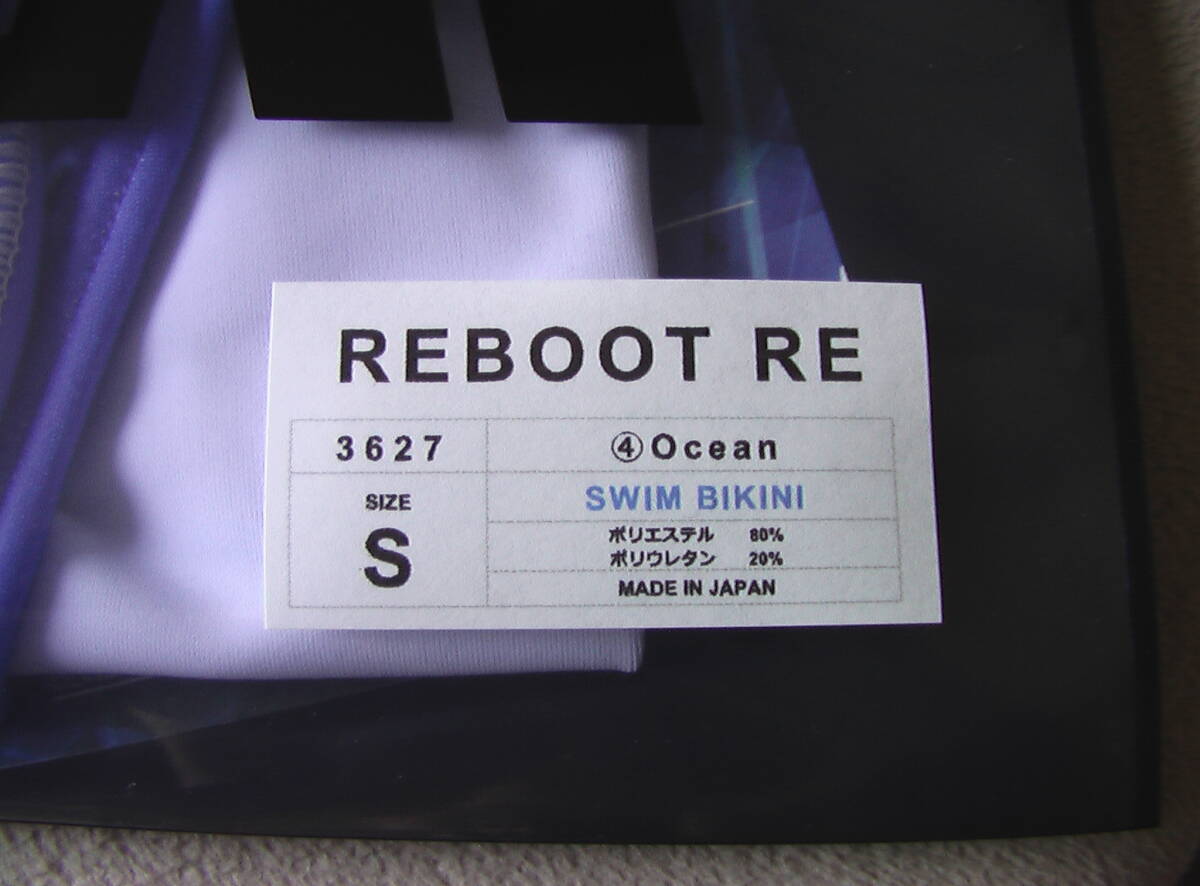 REBOOT RE
3627
④Ocean
SIZE
S
SWIM BIKINI
ポリエステル 80%
ポリウレタン 20%
MADE IN JAPAN